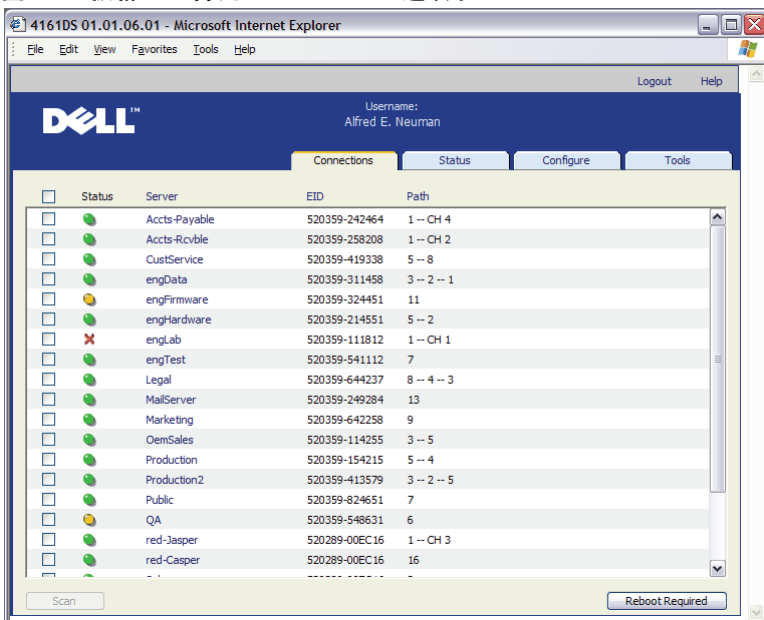 4161DS 01.01.06.01 - Microsoft Internet Explorer
File Edit View Favorites Tools Help
Logout Help
DELL™
Username:
Alfred E. Neuman
Connections Status Configure Tools
Status Server EID Path
Accts-Payable 520359-242464 1 -- CH 4
Accts-Rcvble 520359-258208 1 -- CH 2
CustService 520359-419338 5 -- 8
engData 520359-311458 3 -- 2 -- 1
engFirmware 520359-324451 11
engHardware 520359-214551 5 -- 2
engLab 520359-111812 1 -- CH 1
engTest 520359-541112 7
Legal 520359-644237 8 -- 4 -- 3
MailServer 520359-249284 13
Marketing 520359-642258 9
OemSales 520359-114255 3 -- 5
Production 520359-154215 5 -- 4
Production2 520359-413579 3 -- 2 -- 5
Public 520359-824651 7
QA 520359-548631 6
red-Jasper 520289-00EC16 1 -- CH 3
red-Casper 520289-00EC16 16
Scan Reboot Required